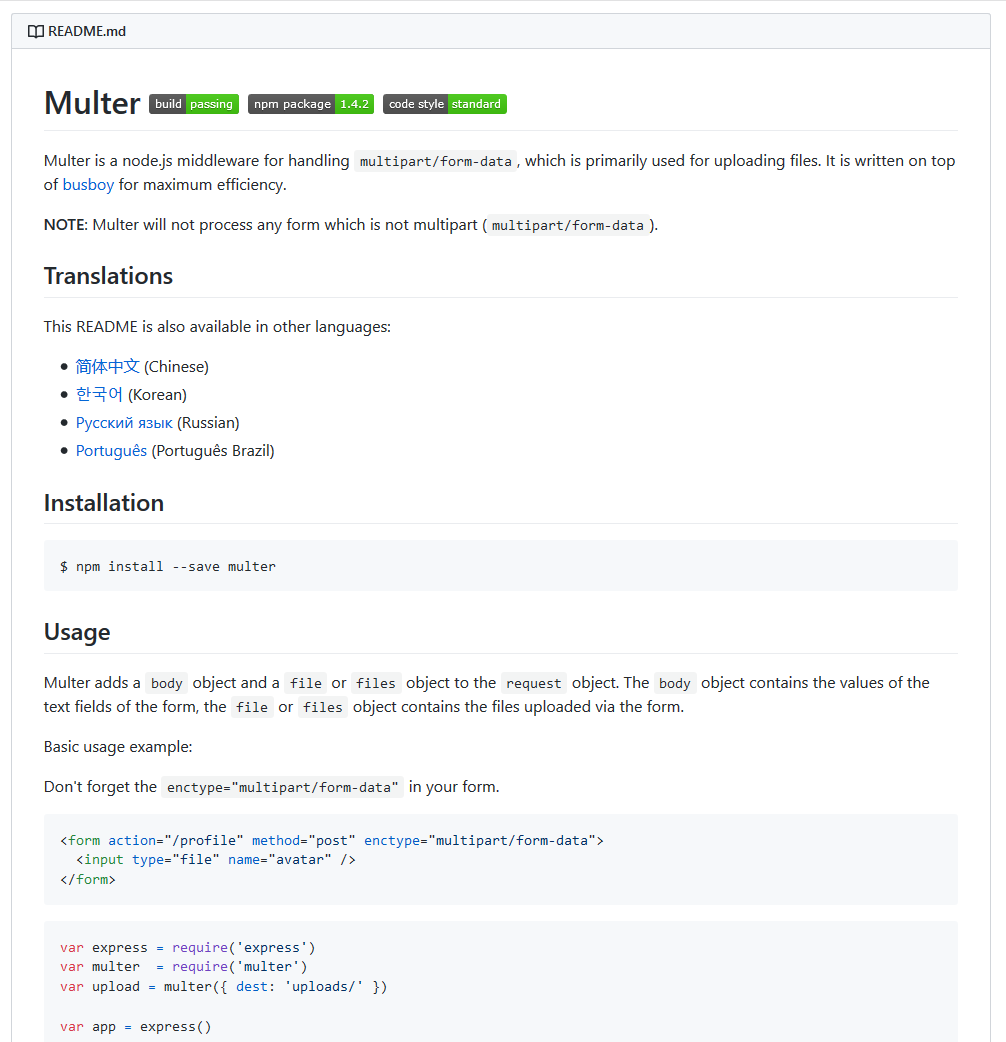 README.md
Multer build passing npm package 1.4.2 code style standard
Multer is a node.js middleware for handling multipart/form-data, which is primarily used for uploading files. It is written on top
of busboy for maximum efficiency.
NOTE: Multer will not process any form which is not multipart (multipart/form-data).
Translations
This README is also available in other languages:
• 简体中文 (Chinese)
• 한국어 (Korean)
• Русский язык (Russian)
• Português (Português Brazil)
Installation
$ npm install --save multer
Usage
Multer adds a body object and a file or files object to the request object. The body object contains the values of the
text fields of the form, the file or files object contains the files uploaded via the form.
Basic usage example:
Don't forget the enctype="multipart/form-data" in your form.
<form action="/profile" method="post" enctype="multipart/form-data">
  <input type="file" name="avatar" />
</form>
var express = require('express')
var multer  = require('multer')
var upload = multer({ dest: 'uploads/' })
var app = express()